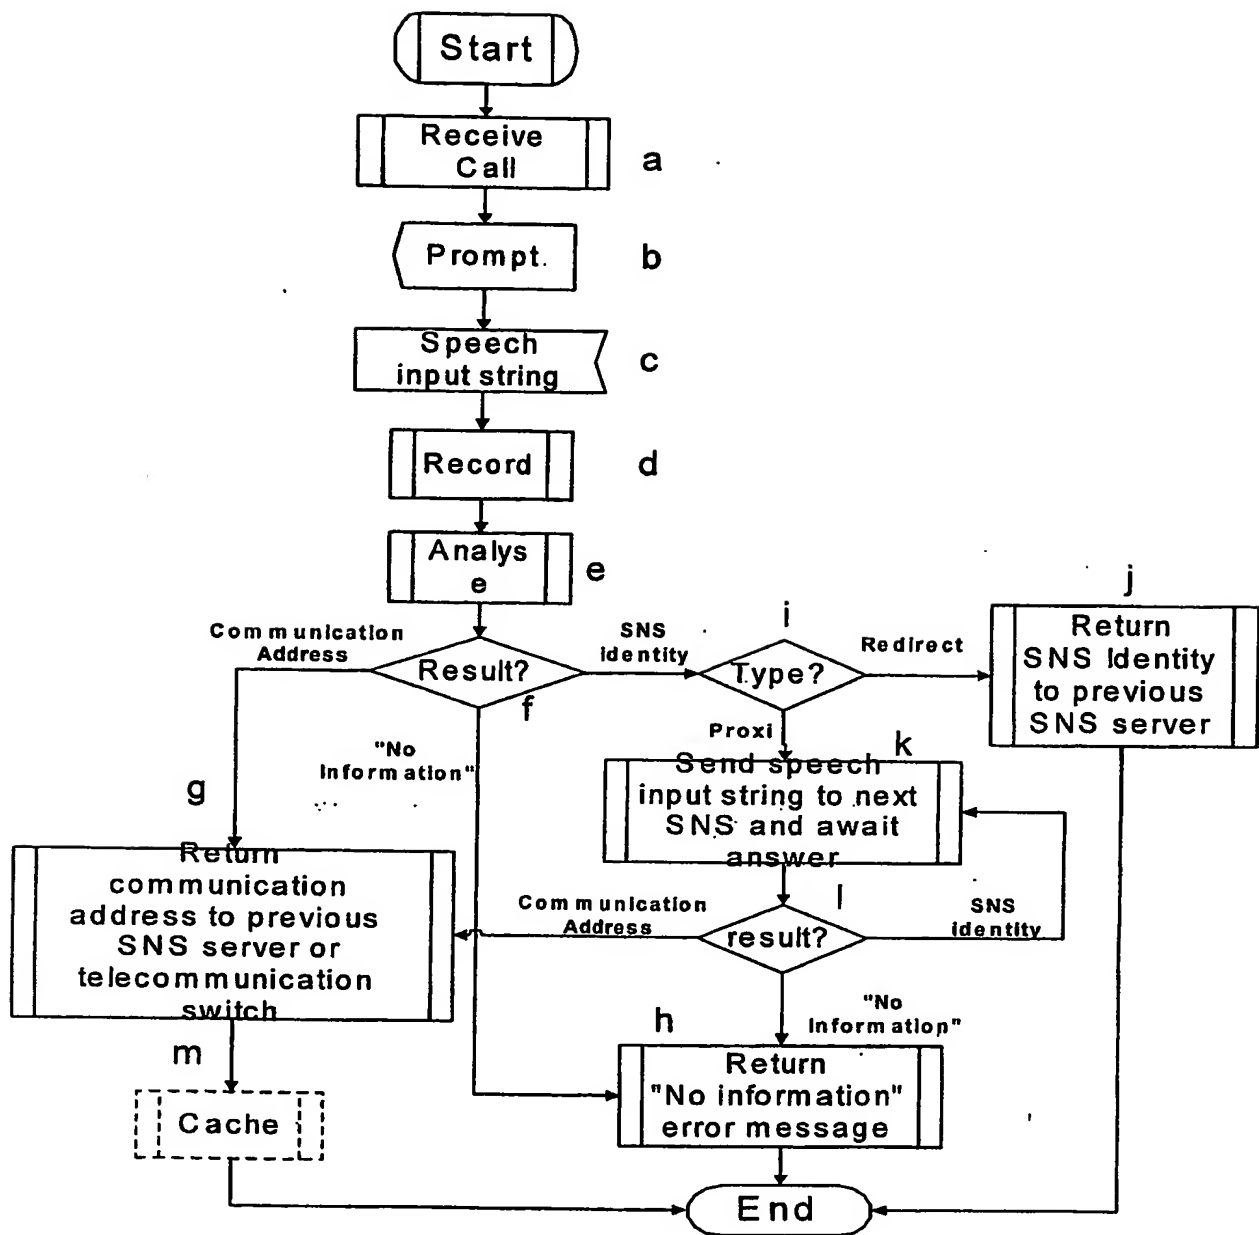 Start
Receive
Call
a
Prompt.
b
Speech
input string
c
Record
d
Analys
e
e
Communication
Address
Result?
f
SNS
identity
i
Type?
Redirect
j
Return
SNS Identity
to previous
SNS server
"No
Information"
Proxi
k
Send speech
input string to next
SNS and await
answer
g
Return
communication
address to previous
SNS server or
telecommunication
switch
Communication
Address
l
result?
SNS
identity
"No
Information"
h
Return
"No information"
error message
m
Cache
End